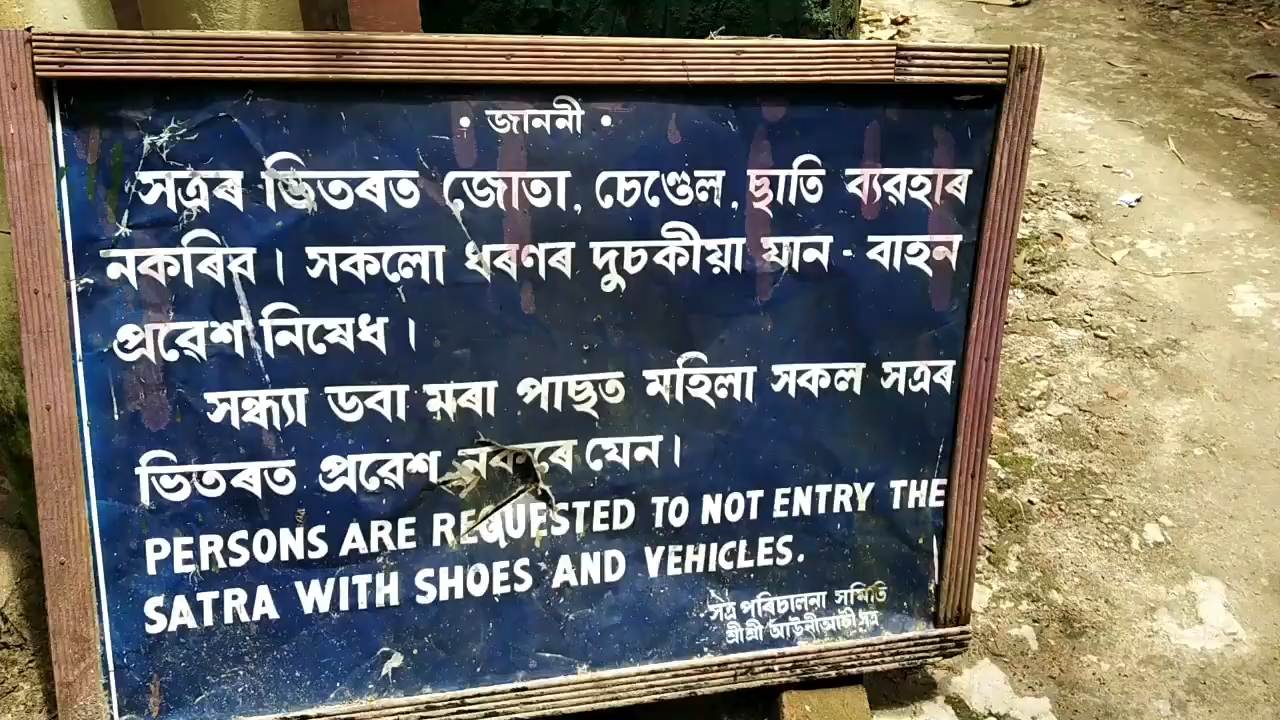 • জাননী •
সত্ৰৰ ভিতৰত জোতা, চেণ্ডেল, ছাতি ব্যৱহাৰ
নকৰিব। সকলো ধৰণৰ দুচকীয়া যান - বাহন
প্ৰৱেশ নিষেধ।
সন্ধ্যা ডবা মৰা পাছত মহিলা সকল সত্ৰৰ
ভিতৰত প্ৰৱেশ নকৰে যেন।
PERSONS ARE REQUESTED TO NOT ENTRY THE
SATRA WITH SHOES AND VEHICLES.
সত্ৰ পৰিচালনা সমিতি
শ্ৰীশ্ৰী আউনীআটী সত্ৰ